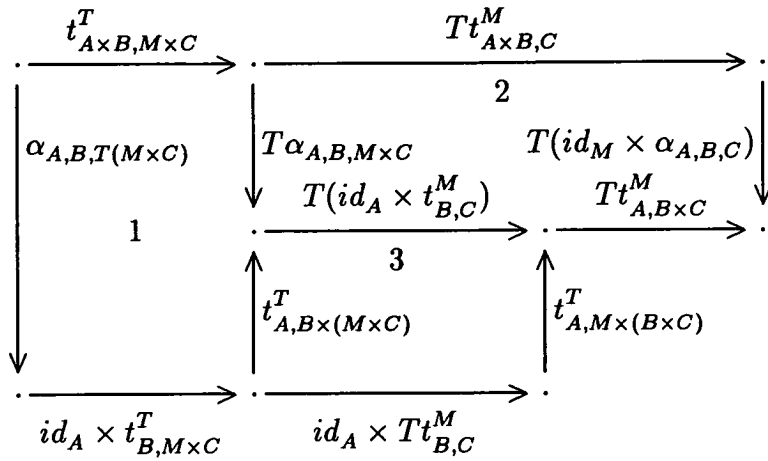 t^T_{A×B,M×C} Tt^M_{A×B,C}
2
α_{A,B,T(M×C)} Tα_{A,B,M×C} T(id_M × α_{A,B,C})
T(id_A × t^M_{B,C}) Tt^M_{A,B×C}
1 3
t^T_{A,B×(M×C)} t^T_{A,M×(B×C)}
id_A × t^T_{B,M×C} id_A × Tt^M_{B,C}